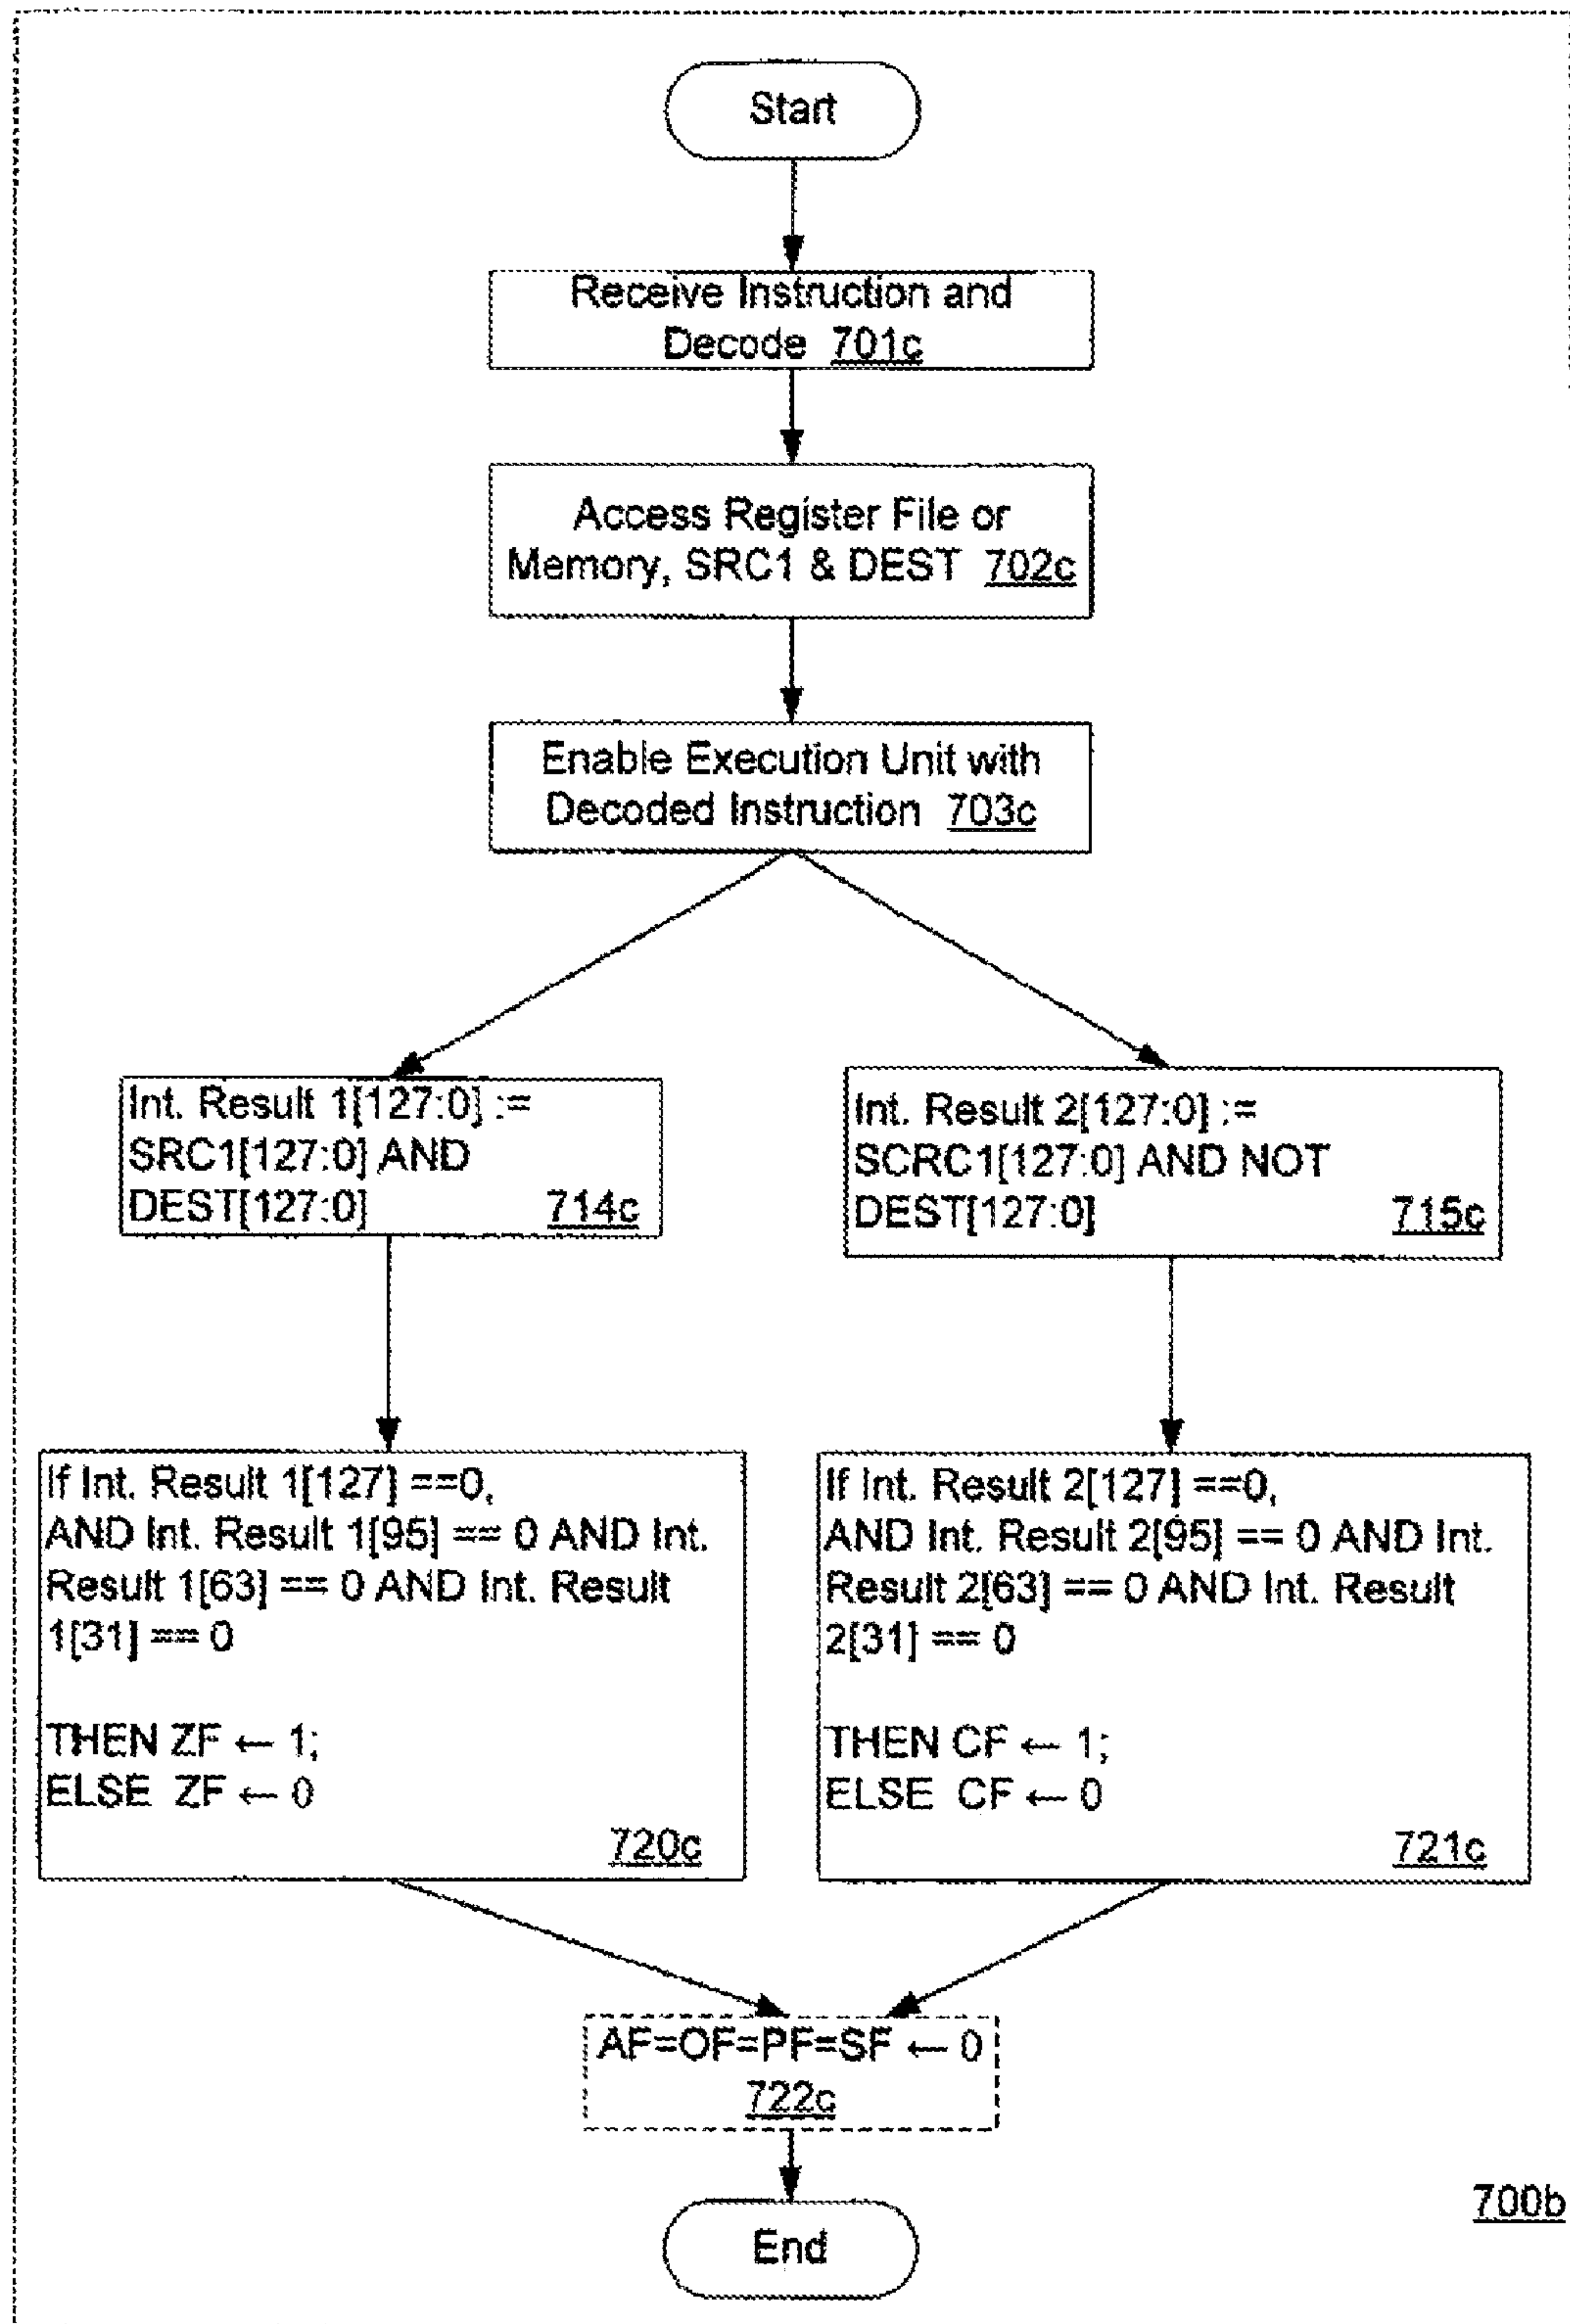 Start
Receive Instruction and
Decode 701c
Access Register File or
Memory, SRC1 & DEST 702c
Enable Execution Unit with
Decoded Instruction 703c
Int. Result 1[127:0] :=
SRC1[127:0] AND
DEST[127:0] 714c
Int. Result 2[127:0] :=
SCRC1[127:0] AND NOT
DEST[127:0] 715c
If Int. Result 1[127] ==0,
AND Int. Result 1[95] == 0 AND Int.
Result 1[63] == 0 AND Int. Result
1[31] == 0
THEN ZF ← 1;
ELSE ZF ← 0
720c
If Int. Result 2[127] ==0,
AND Int. Result 2[95] == 0 AND Int.
Result 2[63] == 0 AND Int. Result
2[31] == 0
THEN CF ← 1;
ELSE CF ← 0
721c
AF=OF=PF=SF ← 0
722c
End
700b